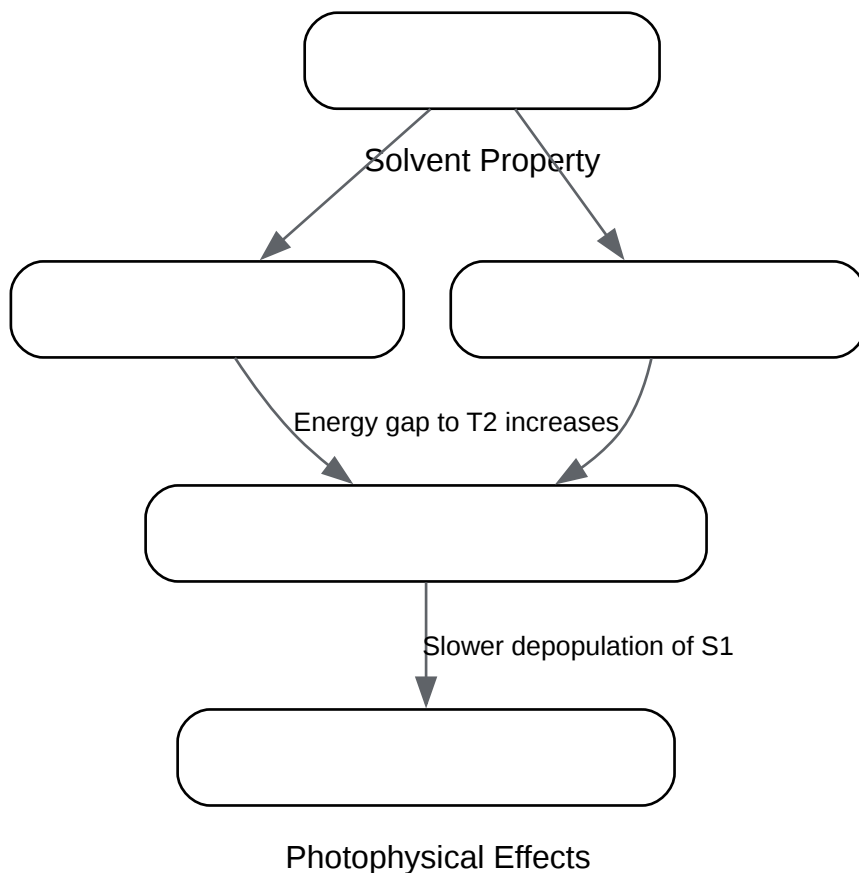 Solvent Property
Energy gap to T2 increases
Slower depopulation of S1
Photophysical Effects